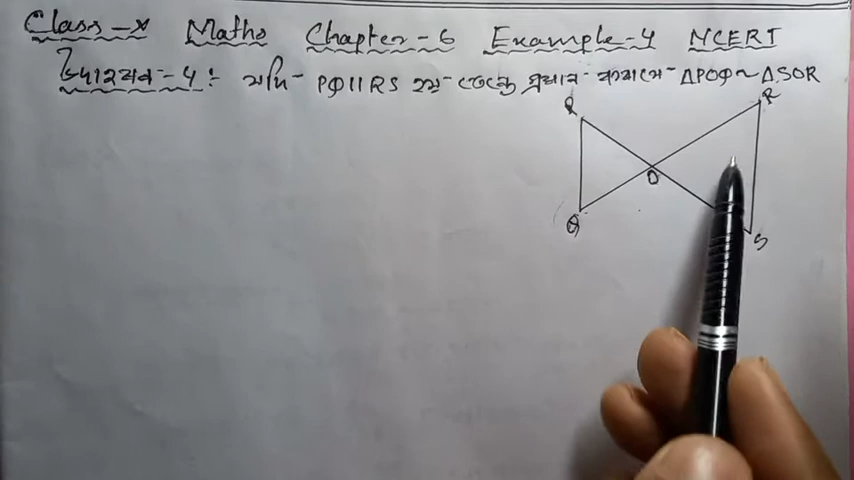 Class-X Maths Chapter-6 Example-4 NCERT
উদাহৰণ-4: যদি PQ || RS হয় তেন্তে প্ৰমাণ কৰাযে ΔPOQ ~ ΔSOR
P
R
O
Q
S